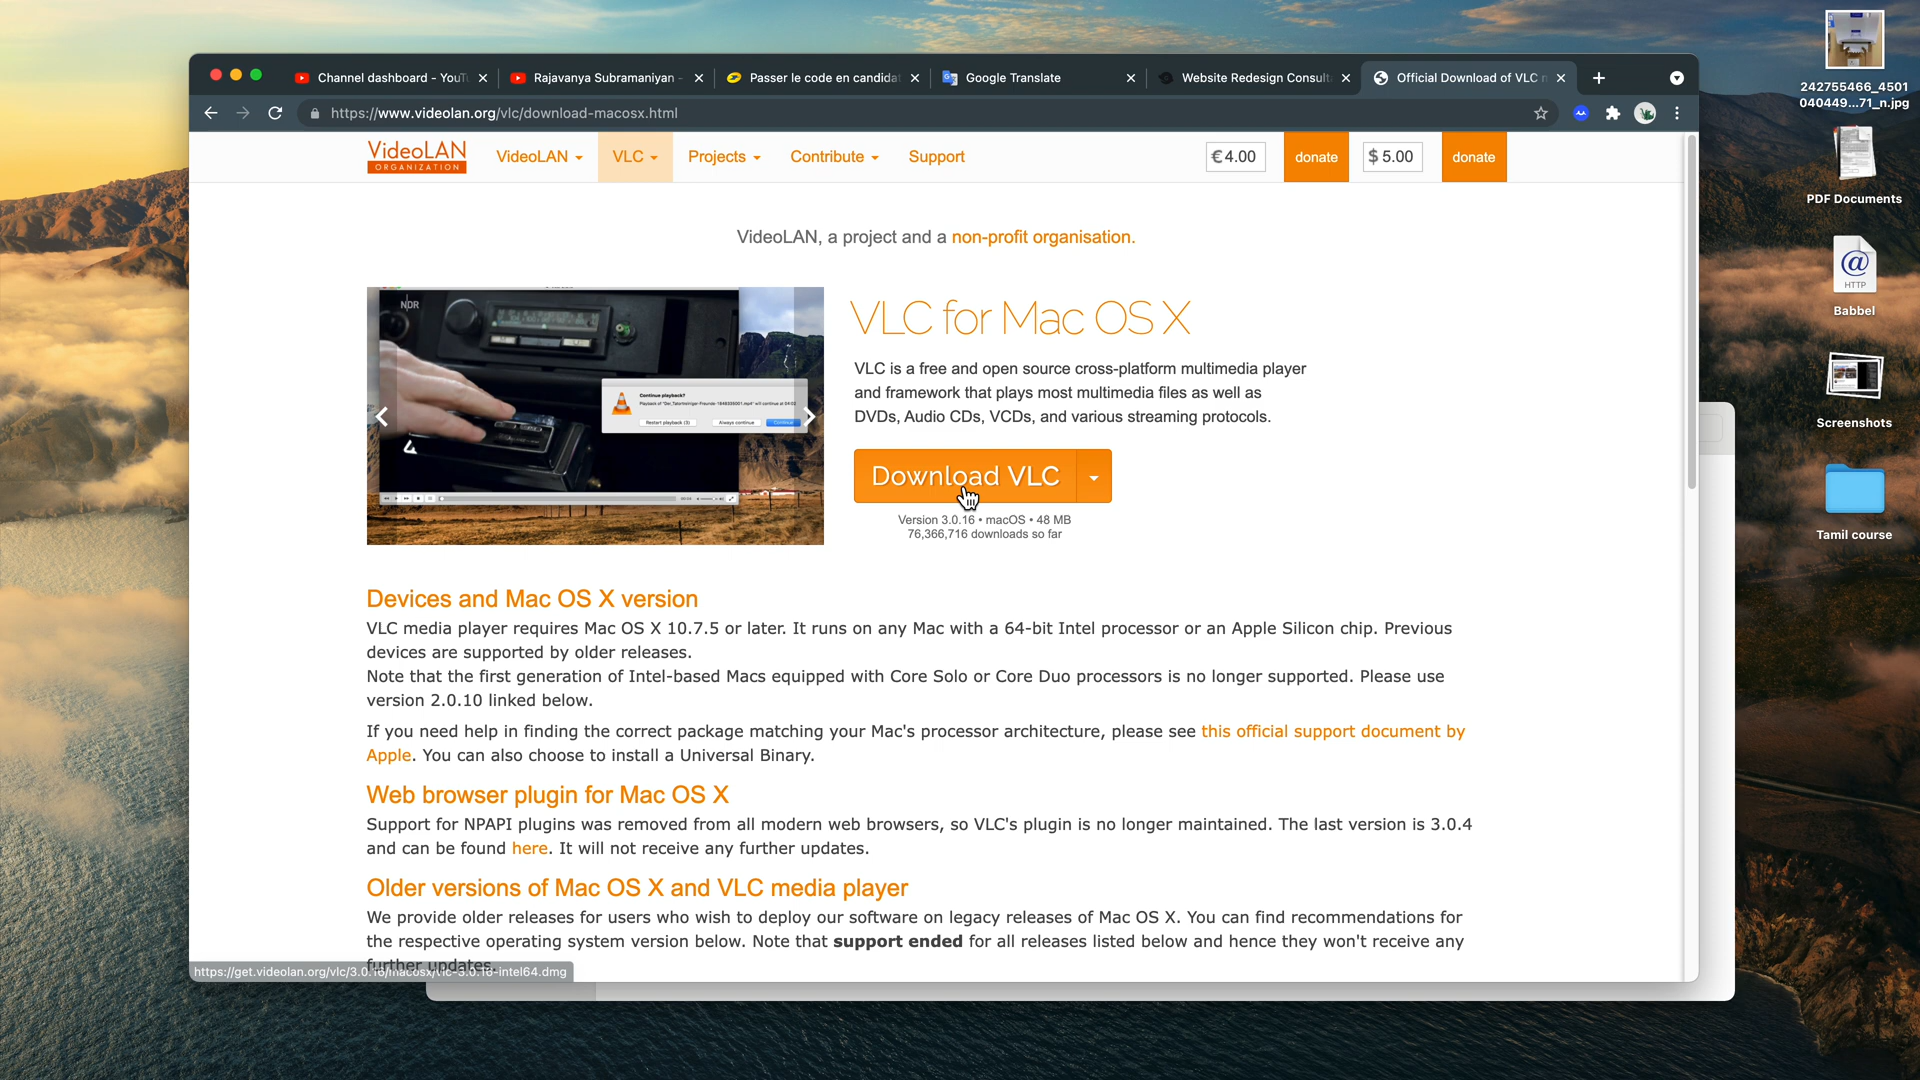 Channel dashboard - YouTu
Rajavanya Subramaniyan -
Passer le code en candidat
Google Translate
Website Redesign Consult
Official Download of VLC m
https://www.videolan.org/vlc/download-macosx.html
VideoLAN
ORGANIZATION
VideoLAN
VLC
Projects
Contribute
Support
€ 4.00
donate
$ 5.00
donate
VideoLAN, a project and a non-profit organisation.
NDR
Continue playback?
Restart playback (3)
Always continue
Continue
VLC for Mac OS X
VLC is a free and open source cross-platform multimedia player
and framework that plays most multimedia files as well as
DVDs, Audio CDs, VCDs, and various streaming protocols.
Download VLC
Version 3.0.16 • macOS • 48 MB
76,366,716 downloads so far
Devices and Mac OS X version
VLC media player requires Mac OS X 10.7.5 or later. It runs on any Mac with a 64-bit Intel processor or an Apple Silicon chip. Previous
devices are supported by older releases.
Note that the first generation of Intel-based Macs equipped with Core Solo or Core Duo processors is no longer supported. Please use
version 2.0.10 linked below.
If you need help in finding the correct package matching your Mac's processor architecture, please see this official support document by
Apple. You can also choose to install a Universal Binary.
Web browser plugin for Mac OS X
Support for NPAPI plugins was removed from all modern web browsers, so VLC's plugin is no longer maintained. The last version is 3.0.4
and can be found here. It will not receive any further updates.
Older versions of Mac OS X and VLC media player
We provide older releases for users who wish to deploy our software on legacy releases of Mac OS X. You can find recommendations for
the respective operating system version below. Note that support ended for all releases listed below and hence they won't receive any
further updates.
https://get.videolan.org/vlc/3.0.16/macosx/vlc-3.0.16-intel64.dmg
242755466_4501
040449...71_n.jpg
PDF Documents
@
HTTP
Babbel
Screenshots
Tamil course